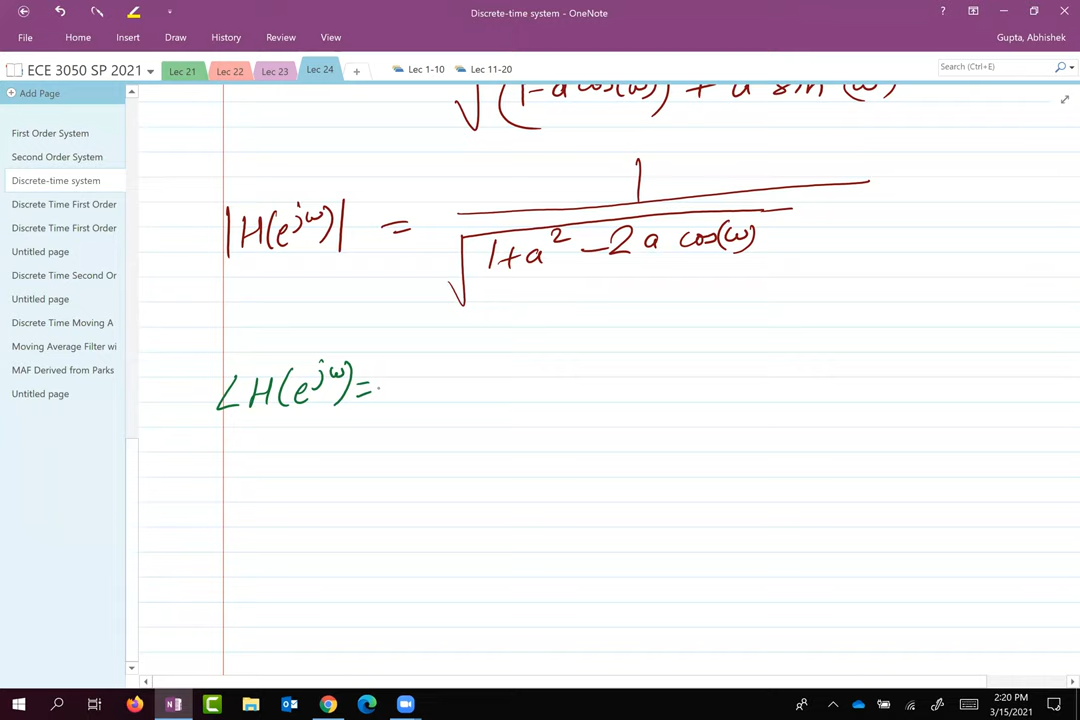 Discrete-time system - OneNote
?
File Home Insert Draw History Review View
Gupta, Abhishek
ECE 3050 SP 2021 Lec 21 Lec 22 Lec 23 Lec 24 + Lec 1-10 Lec 11-20
Search (Ctrl+E)
+ Add Page
First Order System
Second Order System
Discrete-time system
Discrete Time First Order
Discrete Time First Order
Untitled page
Discrete Time Second Or
Untitled page
Discrete Time Moving A
Moving Average Filter wi
MAF Derived from Parks
Untitled page
√(1-a cos(ω)) + a sin (ω)
|H(e^jω)| = 1 / √(1+a² - 2a cos(ω))
∠H(e^jω) =
2:20 PM
3/15/2021